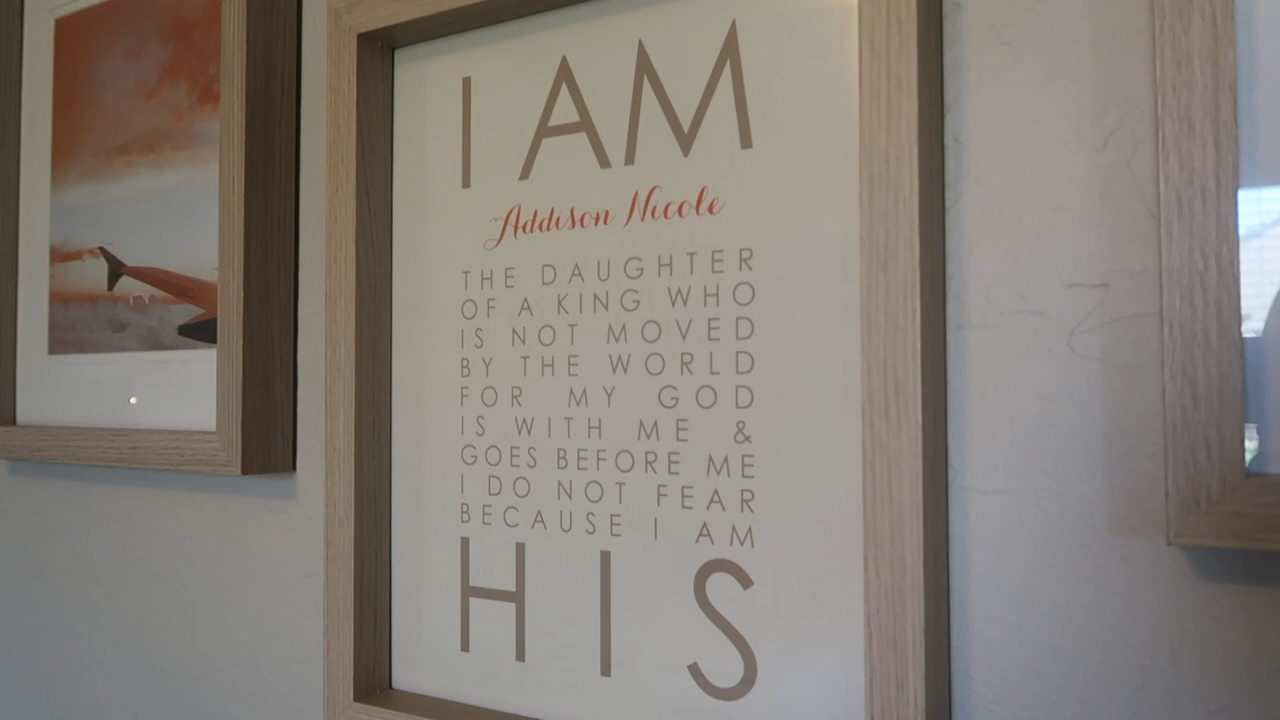 I AM
Addison Nicole
THE DAUGHTER
OF A KING WHO
IS NOT MOVED
BY THE WORLD
FOR MY GOD
IS WITH ME &
GOES BEFORE ME
I DO NOT FEAR
BECAUSE I AM
HIS